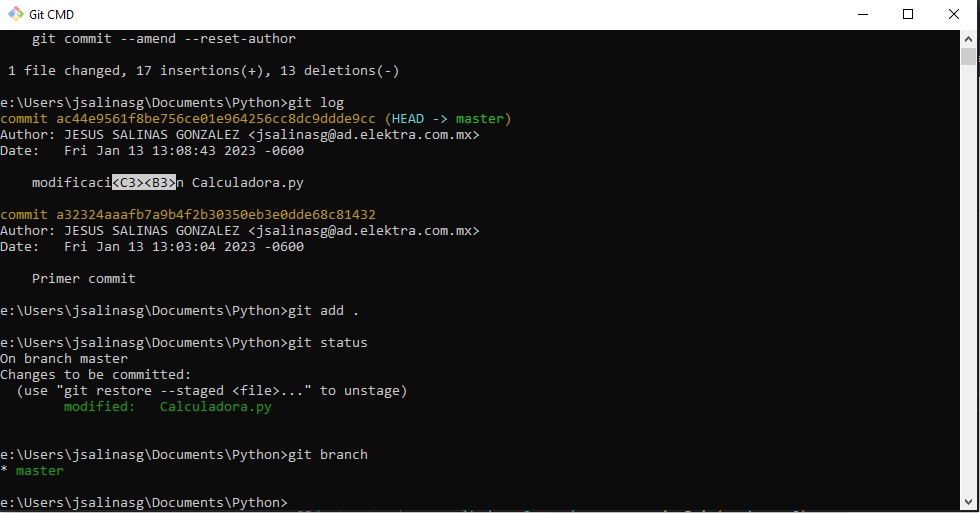 Git CMD
git commit --amend --reset-author
1 file changed, 17 insertions(+), 13 deletions(-)
e:\Users\jsalinasg\Documents\Python>git log
commit ac44e9561f8be756ce01e964256cc8dc9ddde9cc (HEAD -> master)
Author: JESUS SALINAS GONZALEZ <jsalinasg@ad.elektra.com.mx>
Date:   Fri Jan 13 13:08:43 2023 -0600
modificaci<C3><B3>n Calculadora.py
commit a32324aaafb7a9b4f2b30350eb3e0dde68c81432
Author: JESUS SALINAS GONZALEZ <jsalinasg@ad.elektra.com.mx>
Date:   Fri Jan 13 13:03:04 2023 -0600
Primer commit
e:\Users\jsalinasg\Documents\Python>git add .
e:\Users\jsalinasg\Documents\Python>git status
On branch master
Changes to be committed:
(use "git restore --staged <file>..." to unstage)
modified:   Calculadora.py
e:\Users\jsalinasg\Documents\Python>git branch
* master
e:\Users\jsalinasg\Documents\Python>